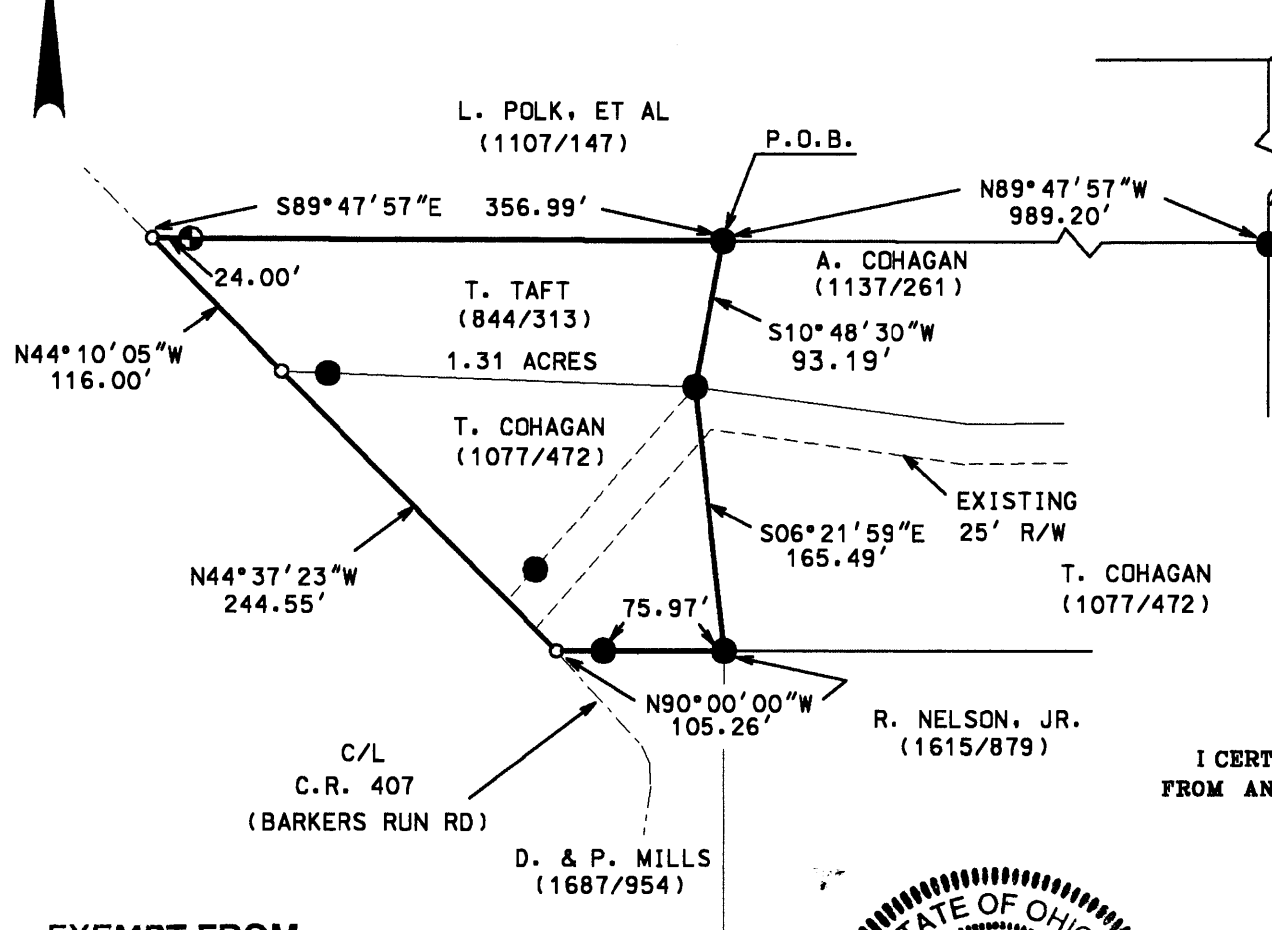 L. POLK, ET AL
(1107/147)
P.O.B.
S89°47'57"E 356.99'
N89°47'57"W
989.20'
24.00'
A. COHAGAN
(1137/261)
T. TAFT
(844/313)
S10°48'30"W
93.19'
N44°10'05"W
116.00'
1.31 ACRES
T. COHAGAN
(1077/472)
EXISTING
25' R/W
S06°21'59"E
165.49'
N44°37'23"W
244.55'
T. COHAGAN
(1077/472)
75.97'
N90°00'00"W
105.26'
R. NELSON, JR.
(1615/879)
C/L
C.R. 407
(BARKERS RUN RD)
I CERT
FROM AN
D. & P. MILLS
(1687/954)
TATE OF OHIO
EXEMPT FROM